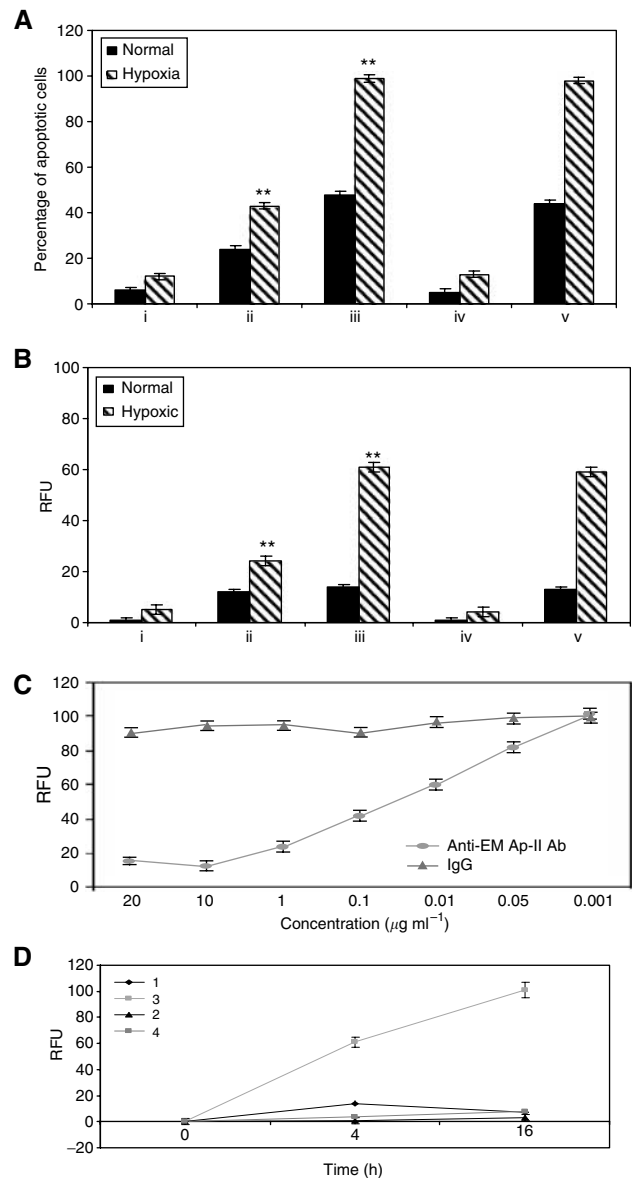 A
120
100
80
60
40
20
0
Percentage of apoptotic cells
Normal
Hypoxia
**
**
i ii iii iv v
B
100
80
60
40
20
0
RFU
Normal
Hypoxic
**
**
i ii iii iv v
C
120
100
80
60
40
20
0
RFU
Anti-EM Ap-II Ab
IgG
20 10 1 0.1 0.01 0.05 0.001
Concentration (μg ml−1)
D
120
100
80
60
40
20
0
−20
RFU
1
3
2
4
0 4 16
Time (h)